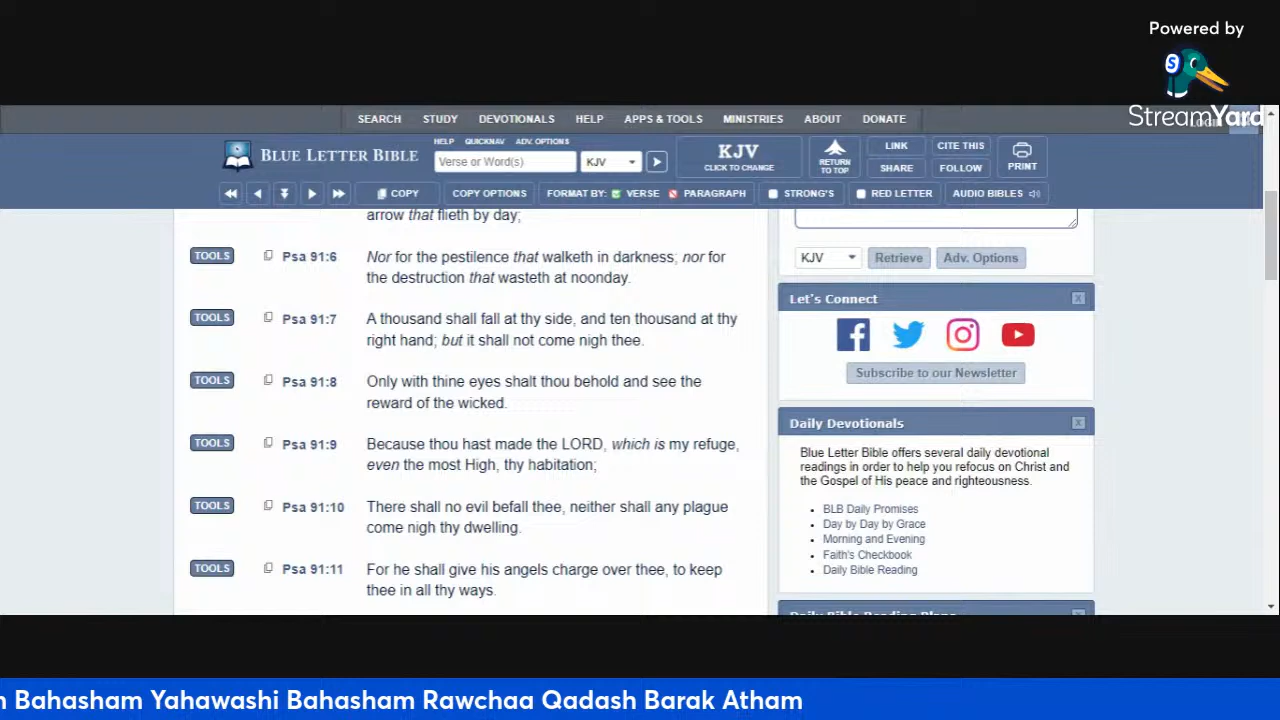 Powered by
StreamYard
SEARCH STUDY DEVOTIONALS HELP APPS & TOOLS MINISTRIES ABOUT DONATE
HELP QUICKNAV ADV. OPTIONS
BLUE LETTER BIBLE
Verse or Word(s) KJV
KJV
CLICK TO CHANGE
RETURN
TO TOP
LINK
SHARE
CITE THIS
FOLLOW
PRINT
COPY COPY OPTIONS FORMAT BY: VERSE PARAGRAPH STRONG'S RED LETTER AUDIO BIBLES
arrow that flieth by day;
TOOLS Psa 91:6 Nor for the pestilence that walketh in darkness; nor for
the destruction that wasteth at noonday.
TOOLS Psa 91:7 A thousand shall fall at thy side, and ten thousand at thy
right hand; but it shall not come nigh thee.
TOOLS Psa 91:8 Only with thine eyes shalt thou behold and see the
reward of the wicked.
TOOLS Psa 91:9 Because thou hast made the LORD, which is my refuge,
even the most High, thy habitation;
TOOLS Psa 91:10 There shall no evil befall thee, neither shall any plague
come nigh thy dwelling.
TOOLS Psa 91:11 For he shall give his angels charge over thee, to keep
thee in all thy ways.
KJV Retrieve Adv. Options
Let's Connect
Subscribe to our Newsletter
Daily Devotionals
Blue Letter Bible offers several daily devotional
readings in order to help you refocus on Christ and
the Gospel of His peace and righteousness.
BLB Daily Promises
Day by Day by Grace
Morning and Evening
Faith's Checkbook
Daily Bible Reading
Daily Bible Reading Plans
Bahasham Yahawashi Bahasham Rawchaa Qadash Barak Atham